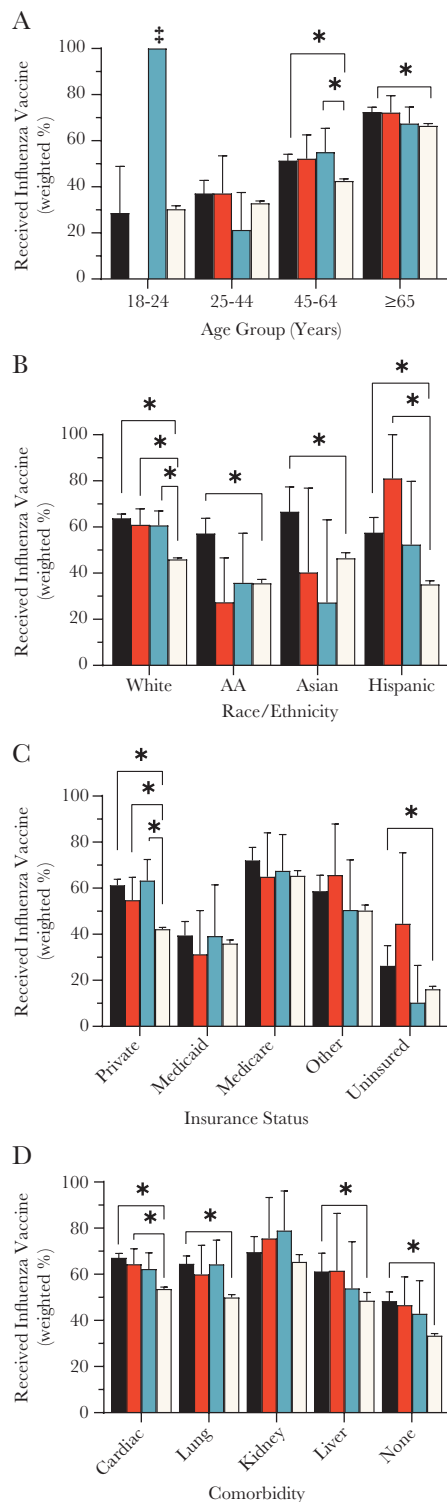 A
Received Influenza Vaccine
(weighted %)
100
80
60
40
20
0
‡
*
*
*
18-24
25-44
45-64
≥65
Age Group (Years)
B
Received Influenza Vaccine
(weighted %)
100
80
60
40
20
0
*
*
*
*
*
*
*
White
AA
Asian
Hispanic
Race/Ethnicity
C
Received Influenza Vaccine
(weighted %)
100
80
60
40
20
0
*
*
*
*
Private
Medicaid
Medicare
Other
Uninsured
Insurance Status
D
Received Influenza Vaccine
(weighted %)
100
80
60
40
20
0
*
*
*
*
*
Cardiac
Lung
Kidney
Liver
None
Comorbidity